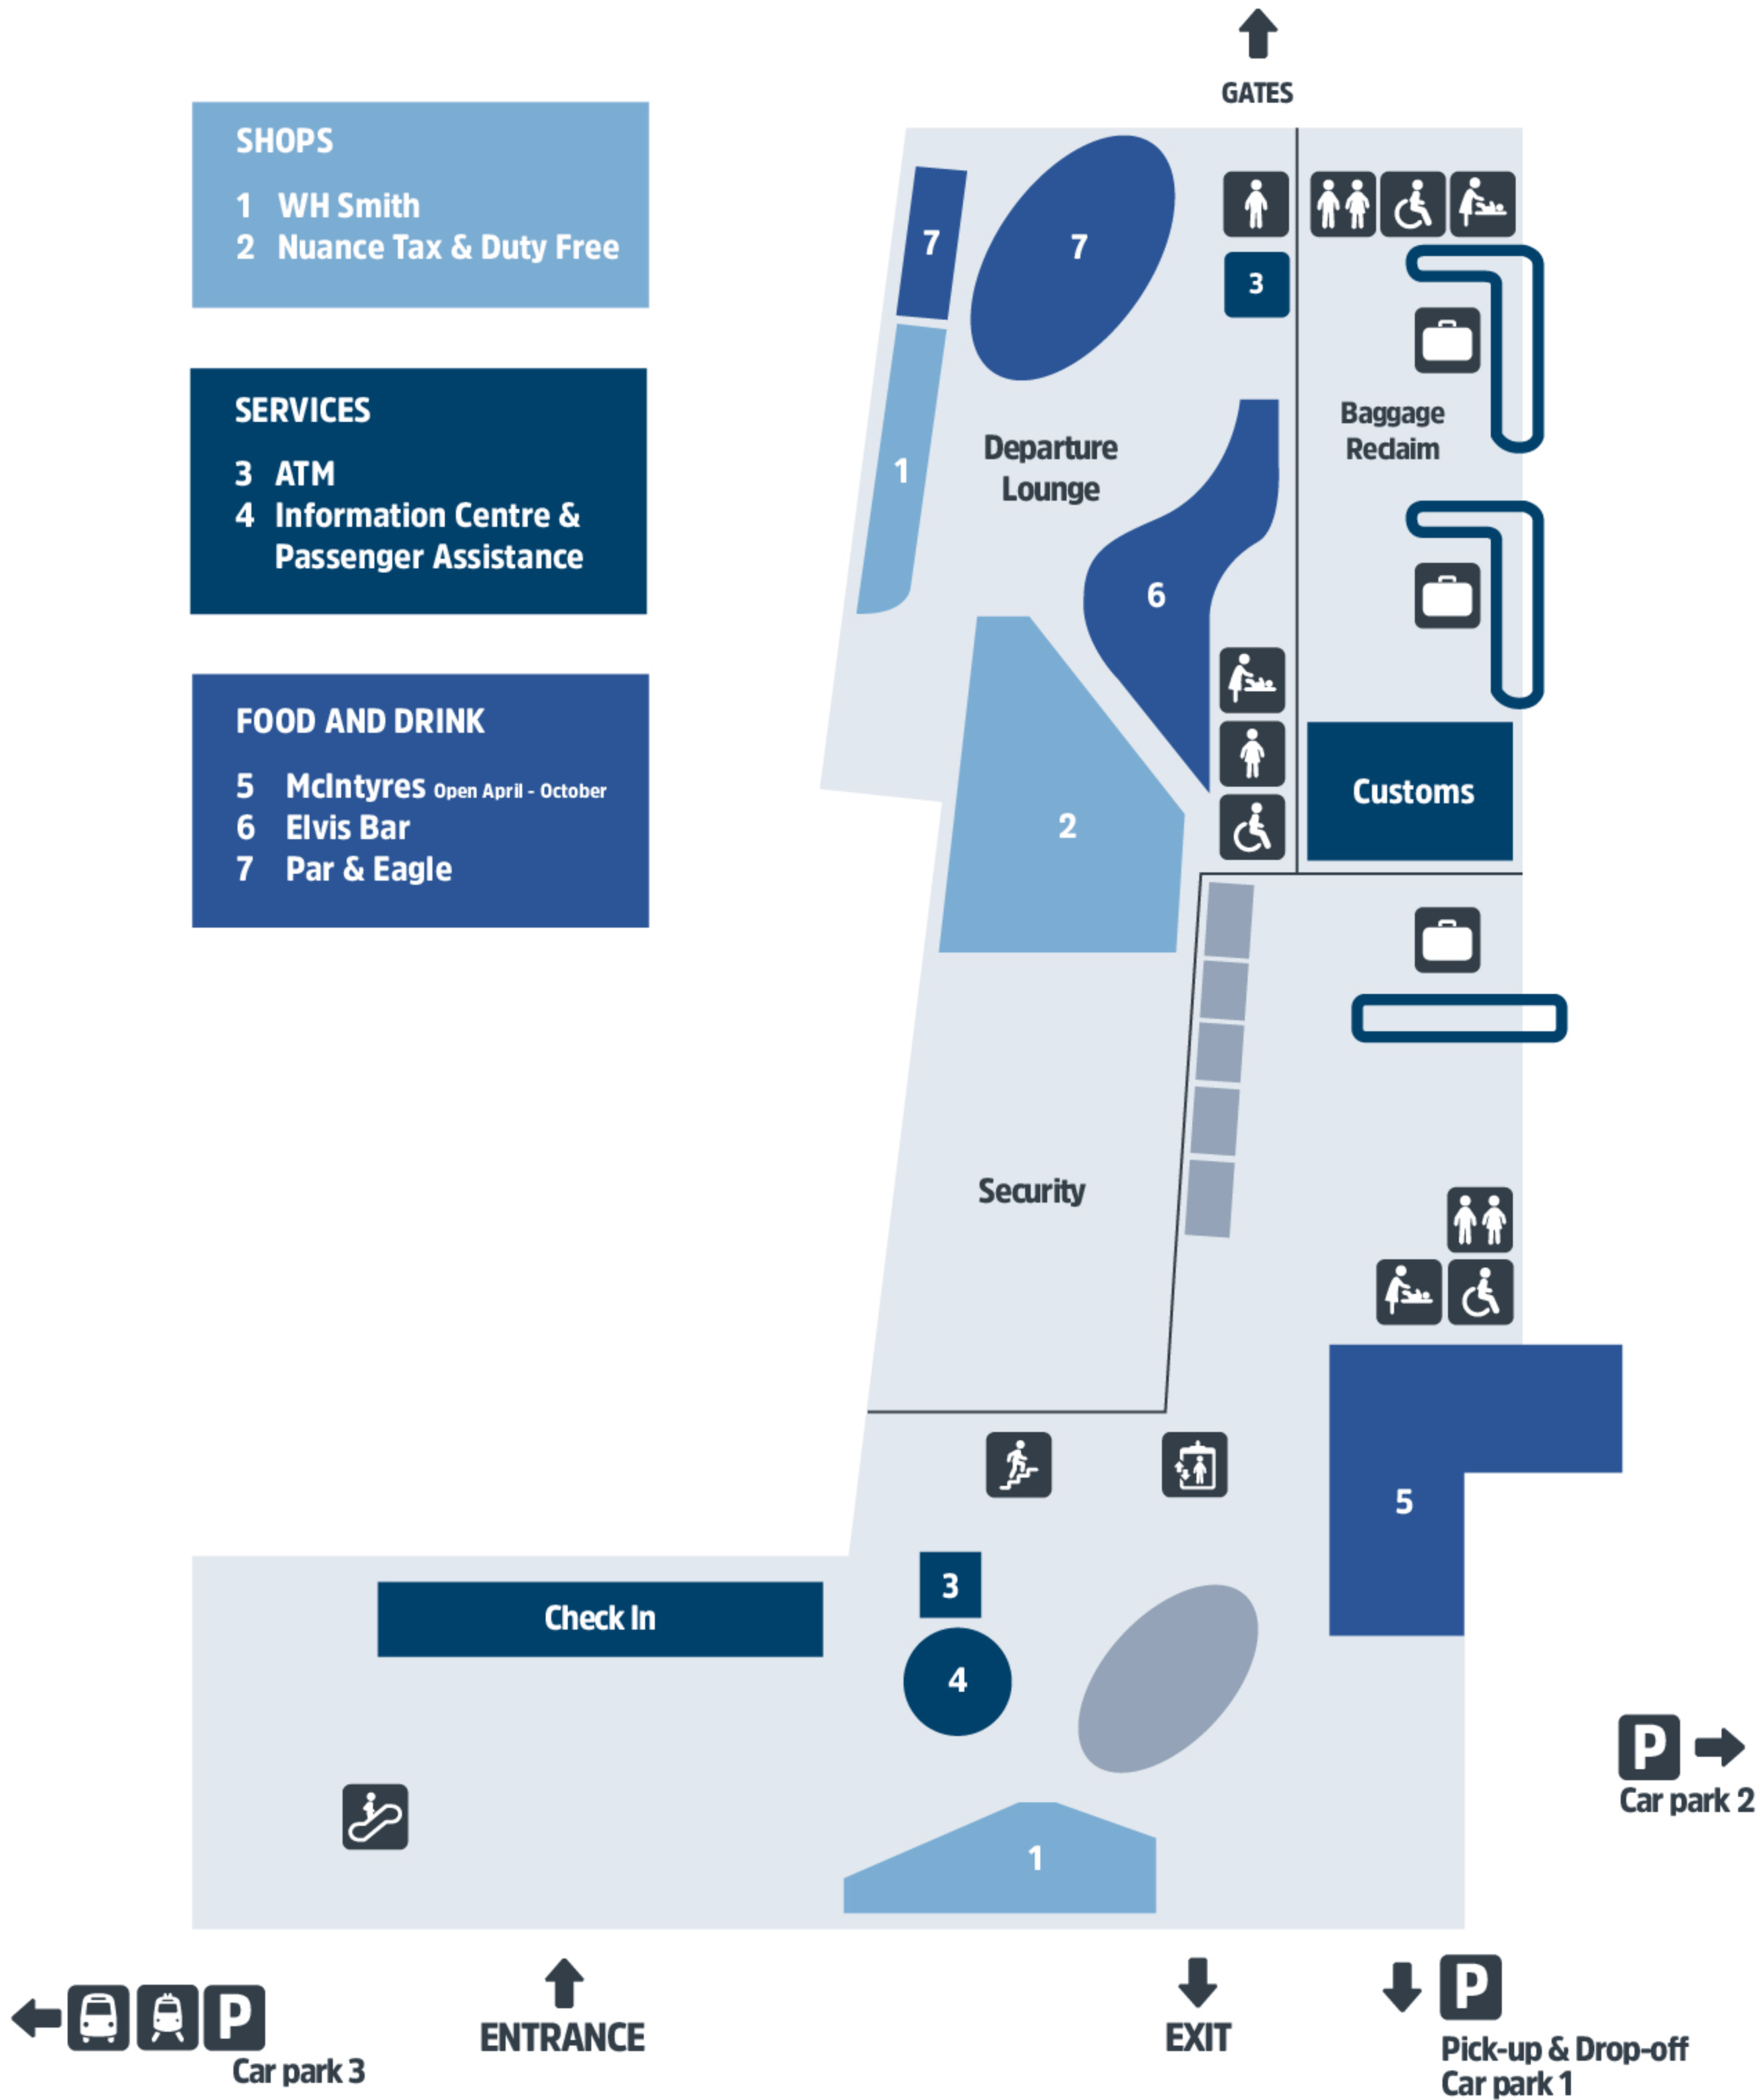 GATES
SHOPS
1 WH Smith
2 Nuance Tax & Duty Free
SERVICES
3 ATM
4 Information Centre &
Passenger Assistance
FOOD AND DRINK
5 McIntyres Open April - October
6 Elvis Bar
7 Par & Eagle
7
7
3
1
Departure
Lounge
Baggage
Reclaim
6
2
Customs
Security
5
3
Check In
4
1
P
Car park 2
P
Car park 3
ENTRANCE
EXIT
P
Pick-up & Drop-off
Car park 1